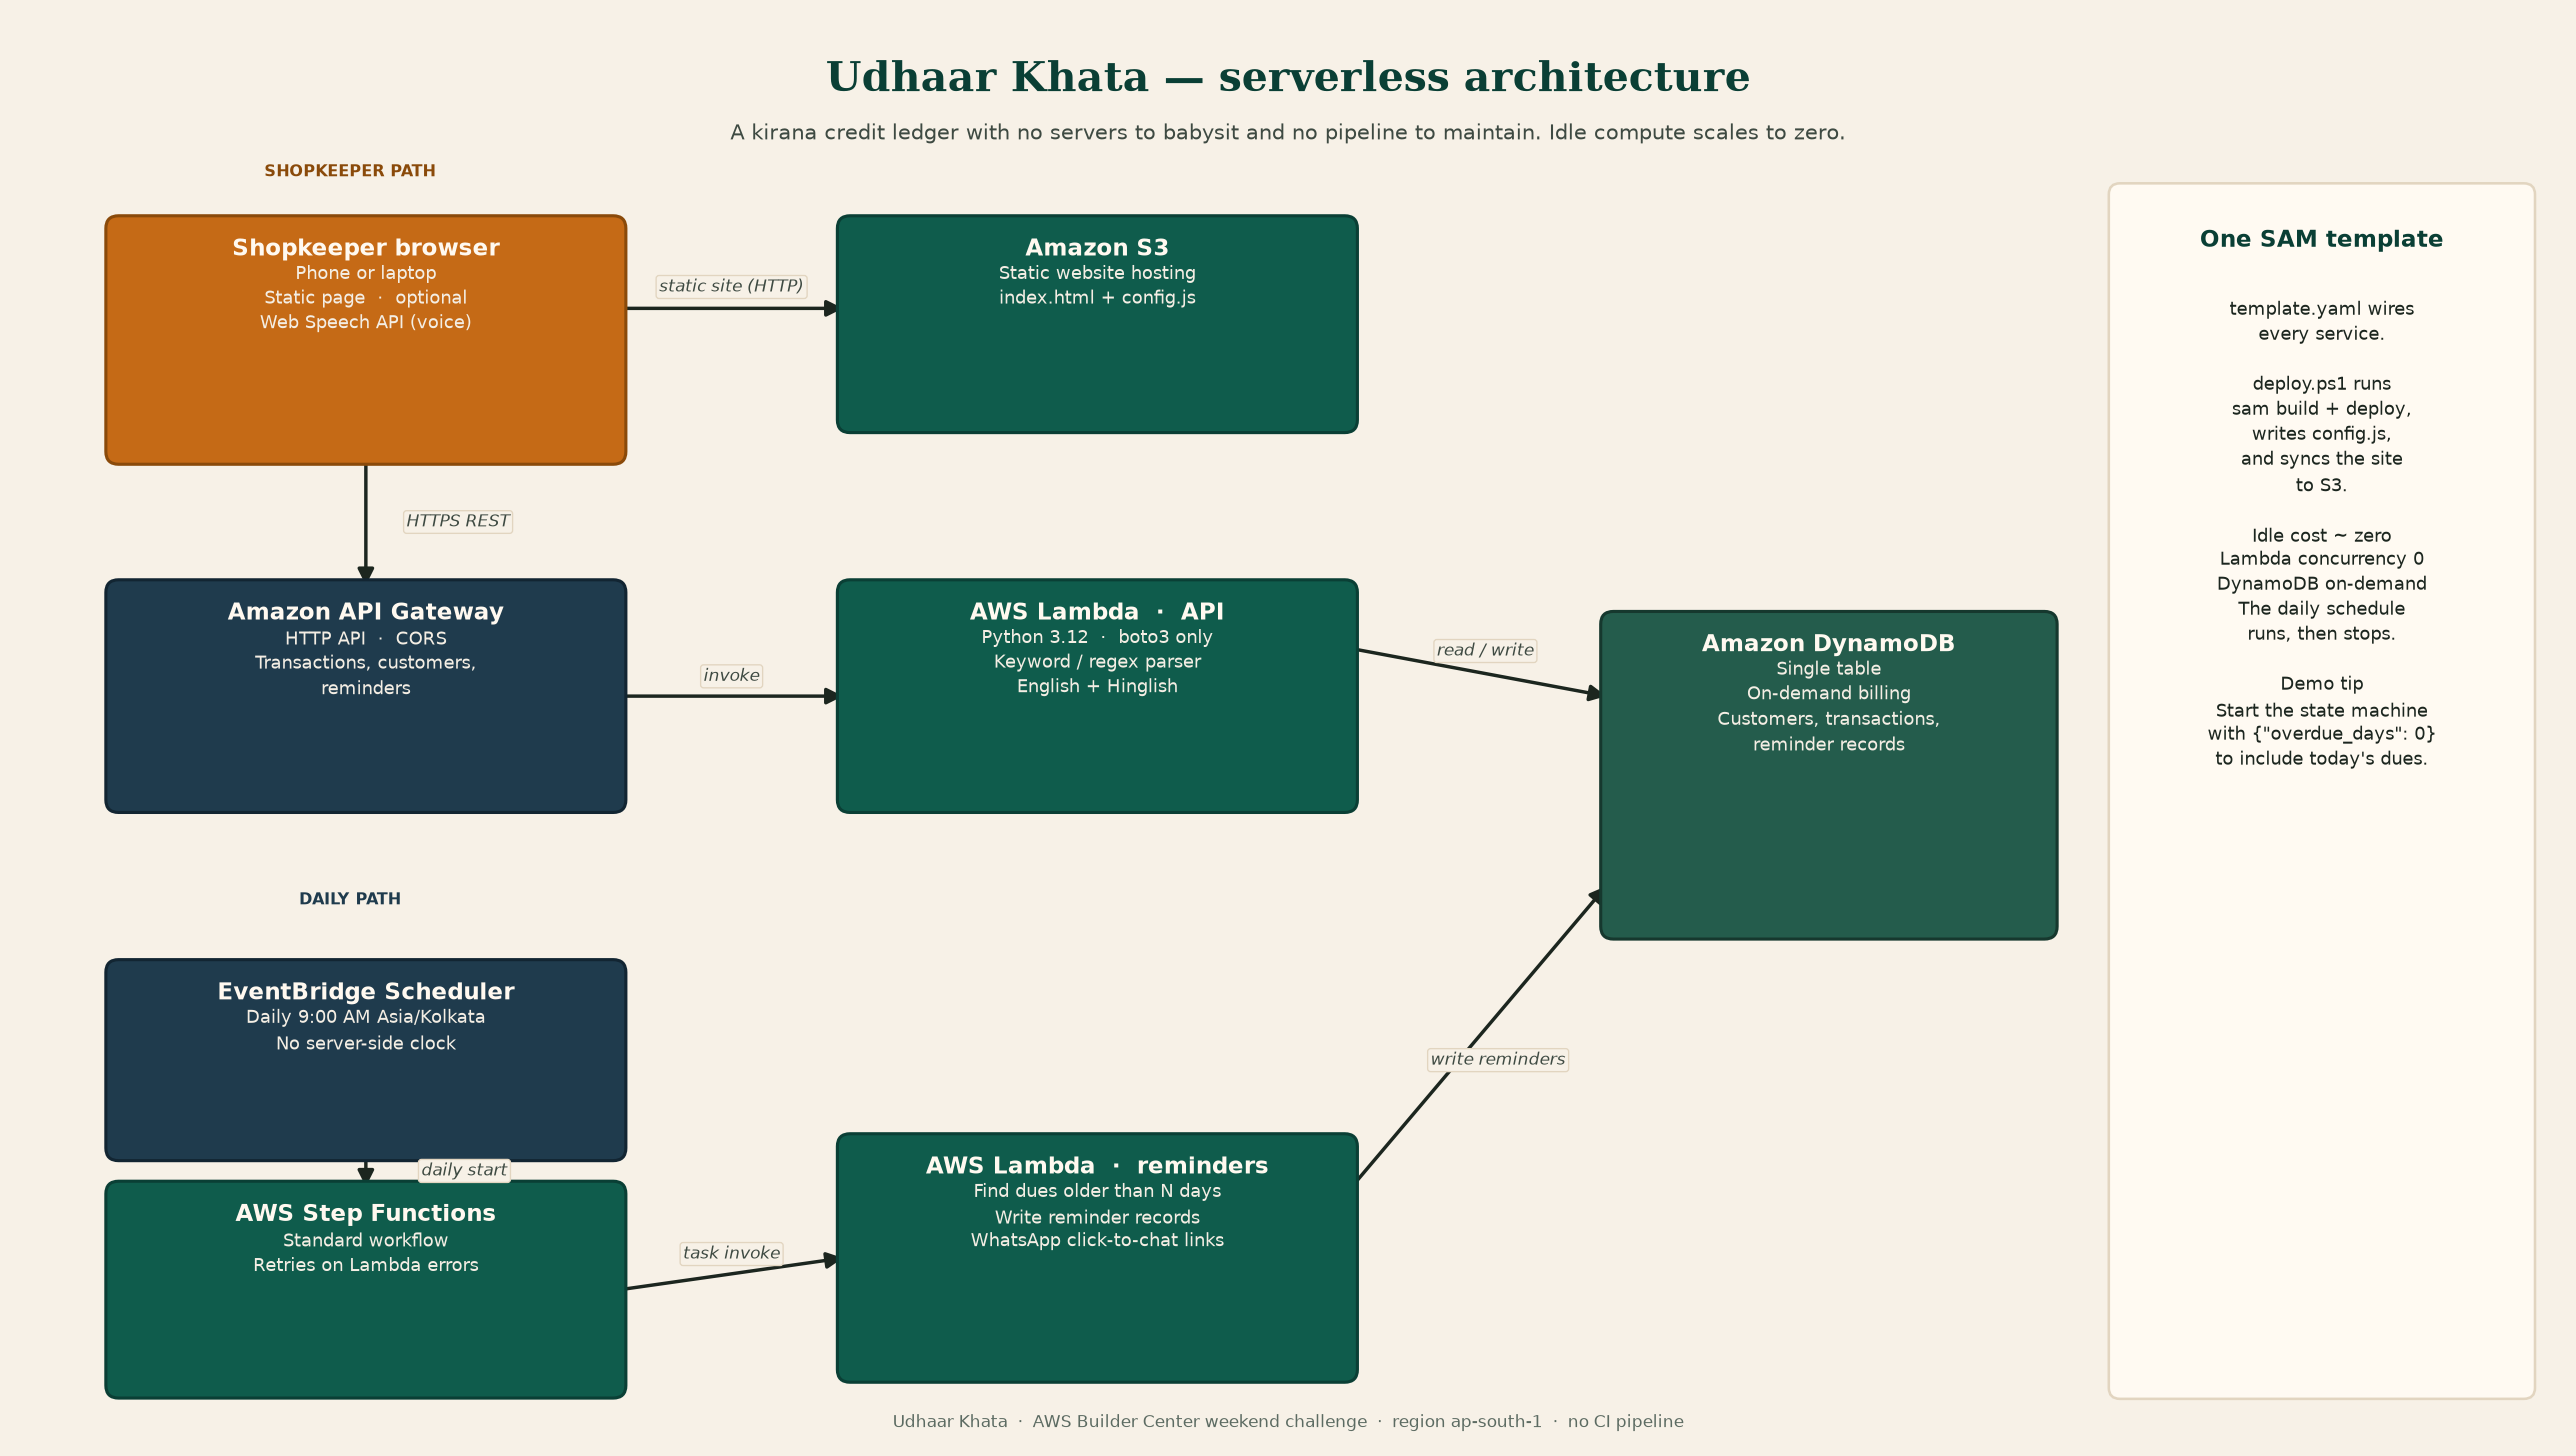 Udhaar Khata — serverless architecture
A kirana credit ledger with no servers to babysit and no pipeline to maintain. Idle compute scales to zero.
SHOPKEEPER PATH
Shopkeeper browser
Phone or laptop
Static page · optional
Web Speech API (voice)
static site (HTTP)
Amazon S3
Static website hosting
index.html + config.js
HTTPS REST
Amazon API Gateway
HTTP API · CORS
Transactions, customers,
reminders
invoke
AWS Lambda · API
Python 3.12 · boto3 only
Keyword / regex parser
English + Hinglish
read / write
Amazon DynamoDB
Single table
On-demand billing
Customers, transactions,
reminder records
DAILY PATH
EventBridge Scheduler
Daily 9:00 AM Asia/Kolkata
No server-side clock
daily start
AWS Step Functions
Standard workflow
Retries on Lambda errors
task invoke
AWS Lambda · reminders
Find dues older than N days
Write reminder records
WhatsApp click-to-chat links
write reminders
One SAM template
template.yaml wires
every service.
deploy.ps1 runs
sam build + deploy,
writes config.js,
and syncs the site
to S3.
Idle cost ~ zero
Lambda concurrency 0
DynamoDB on-demand
The daily schedule
runs, then stops.
Demo tip
Start the state machine
with {"overdue_days": 0}
to include today's dues.
Udhaar Khata · AWS Builder Center weekend challenge · region ap-south-1 · no CI pipeline